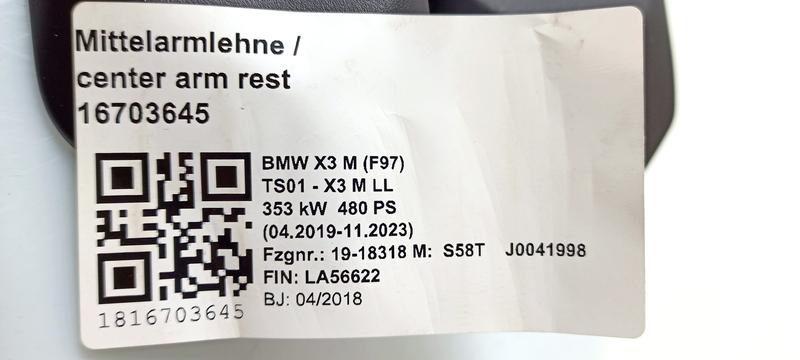 Mittelarmlehne /
center arm rest
16703645
BMW X3 M (F97)
TS01 - X3 M LL
353 kW 480 PS
(04.2019-11.2023)
Fzgnr.: 19-18318 M: S58T J0041998
FIN: LA56622
BJ: 04/2018
1816703645